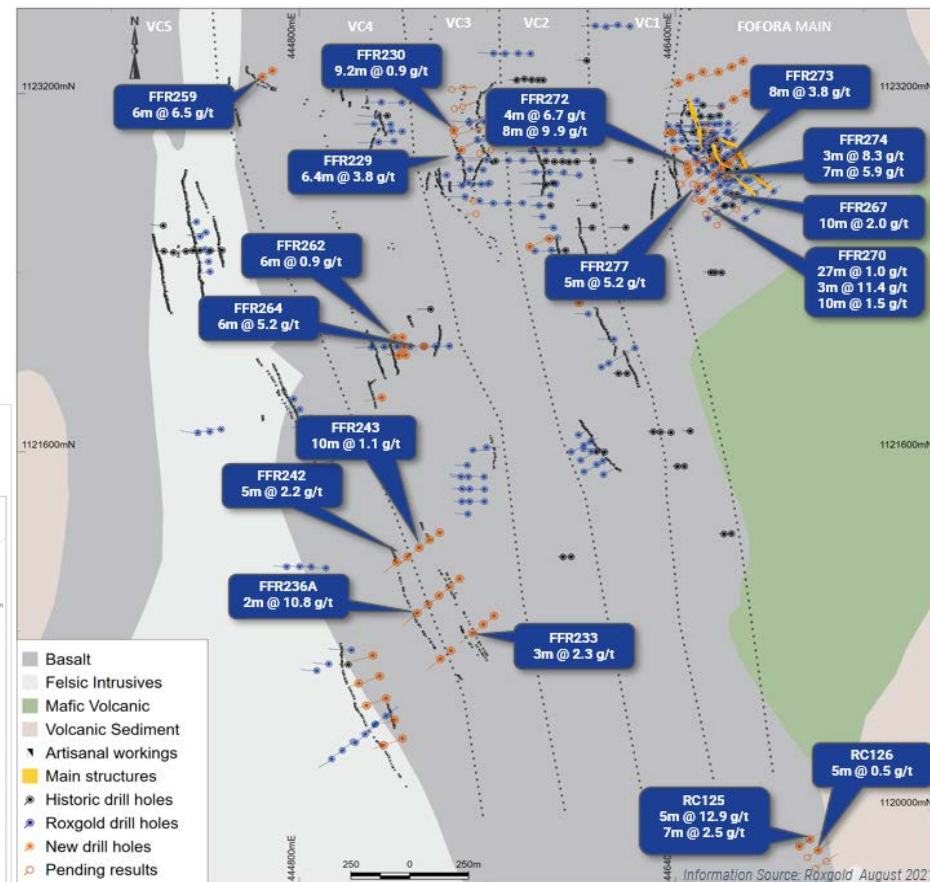 VC5
444800mE
VC4
VC3
VC2
VC1
446400mE
FOFORA MAIN
N
1123200mN
1123200mN
FFR230
9.2m @ 0.9 g/t
FFR273
8m @ 3.8 g/t
FFR259
6m @ 6.5 g/t
FFR272
4m @ 6.7 g/t
8m @ 9 .9 g/t
FFR274
3m @ 8.3 g/t
7m @ 5.9 g/t
FFR229
6.4m @ 3.8 g/t
FFR267
10m @ 2.0 g/t
FFR262
6m @ 0.9 g/t
FFR277
5m @ 5.2 g/t
FFR270
27m @ 1.0 g/t
3m @ 11.4 g/t
10m @ 1.5 g/t
FFR264
6m @ 5.2 g/t
1121600mN
1121600mN
FFR243
10m @ 1.1 g/t
FFR242
5m @ 2.2 g/t
FFR236A
2m @ 10.8 g/t
FFR233
3m @ 2.3 g/t
Basalt
Felsic Intrusives
Mafic Volcanic
Volcanic Sediment
Artisanal workings
Main structures
Historic drill holes
Roxgold drill holes
New drill holes
Pending results
RC126
5m @ 0.5 g/t
RC125
5m @ 12.9 g/t
7m @ 2.5 g/t
1120000mN
444800mE
250 0 250m
Information Source: Roxgold August 2021